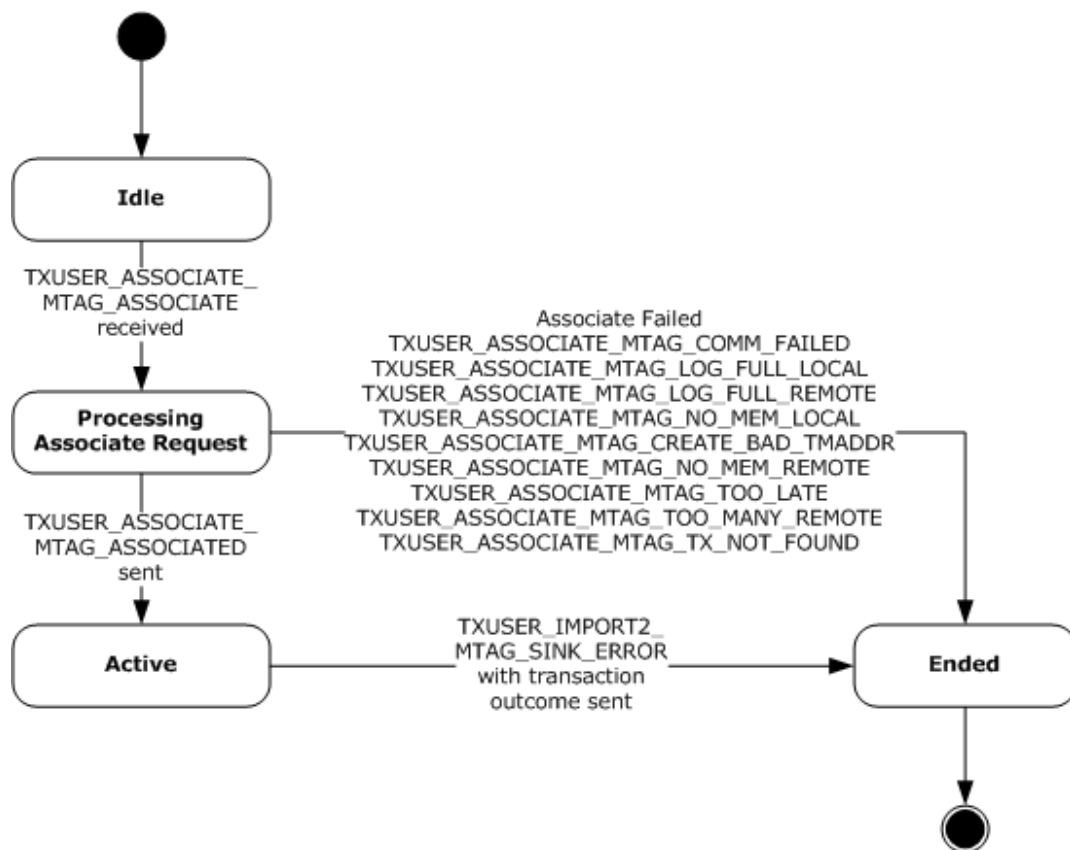 Idle
TXUSER_ASSOCIATE_
MTAG_ASSOCIATE
received
Associate Failed
TXUSER_ASSOCIATE_MTAG_COMM_FAILED
TXUSER_ASSOCIATE_MTAG_LOG_FULL_LOCAL
TXUSER_ASSOCIATE_MTAG_LOG_FULL_REMOTE
TXUSER_ASSOCIATE_MTAG_NO_MEM_LOCAL
TXUSER_ASSOCIATE_MTAG_CREATE_BAD_TMADDR
TXUSER_ASSOCIATE_MTAG_NO_MEM_REMOTE
TXUSER_ASSOCIATE_MTAG_TOO_LATE
TXUSER_ASSOCIATE_MTAG_TOO_MANY_REMOTE
TXUSER_ASSOCIATE_MTAG_TX_NOT_FOUND
Processing
Associate Request
TXUSER_ASSOCIATE_
MTAG_ASSOCIATED
sent
Active
TXUSER_IMPORT2_
MTAG_SINK_ERROR
with transaction
outcome sent
Ended